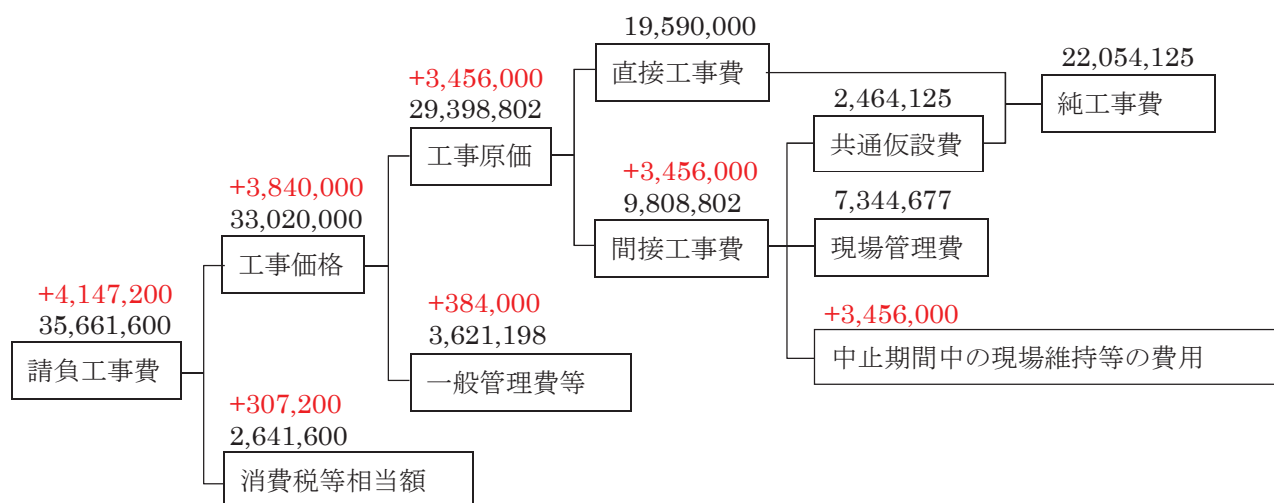 +4,147,200
35,661,600
請負工事費
+3,840,000
33,020,000
工事価格
+307,200
2,641,600
消費税等相当額
+3,456,000
29,398,802
工事原価
+384,000
3,621,198
一般管理費等
19,590,000
直接工事費
+3,456,000
9,808,802
間接工事費
2,464,125
共通仮設費
7,344,677
現場管理費
+3,456,000
中止期間中の現場維持等の費用
22,054,125
純工事費